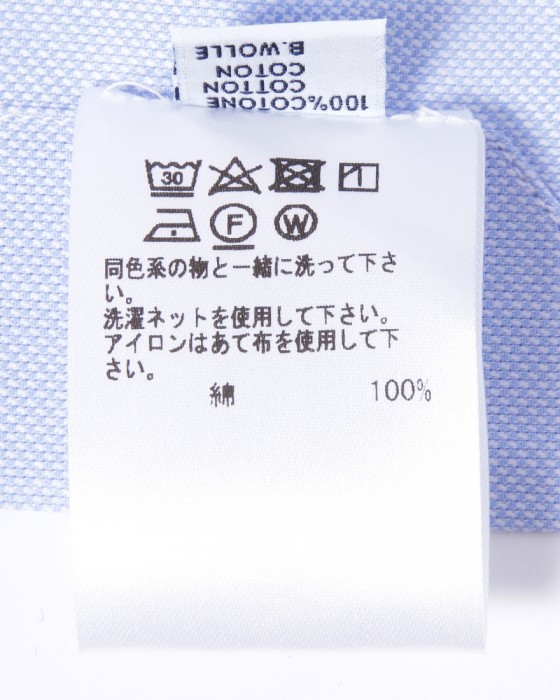 100%COTONE
COTTON
COTON
B.WOLLE
30
F
W
同色系の物と一緒に洗って下さ
い。
洗濯ネットを使用して下さい。
アイロンはあて布を使用して下
さい。
綿 100%